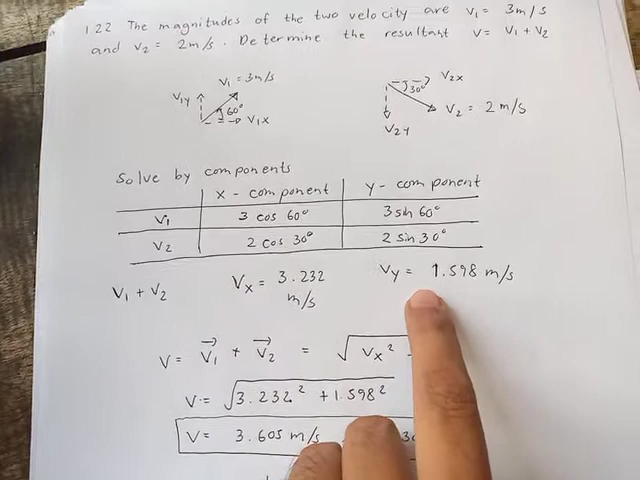 1.22 The magnitudes of the two velocity are V₁ = 3m/s
and V₂ = 2m/s. Determine the resultant V = V₁ + V₂
V₁ = 3m/s
V₁Y
60°
V₁X
V₂X
30°
V₂ = 2 m/s
V₂Y
Solve by components
X - component Y - component
V₁ 3 cos 60° 3 sin 60°
V₂ 2 cos 30° 2 sin 30°
V₁ + V₂ Vx = 3.232 m/s Vy = 1.598 m/s
V = V₁ + V₂ = √Vx²
V = √3.232² + 1.598²
V = 3.605 m/s